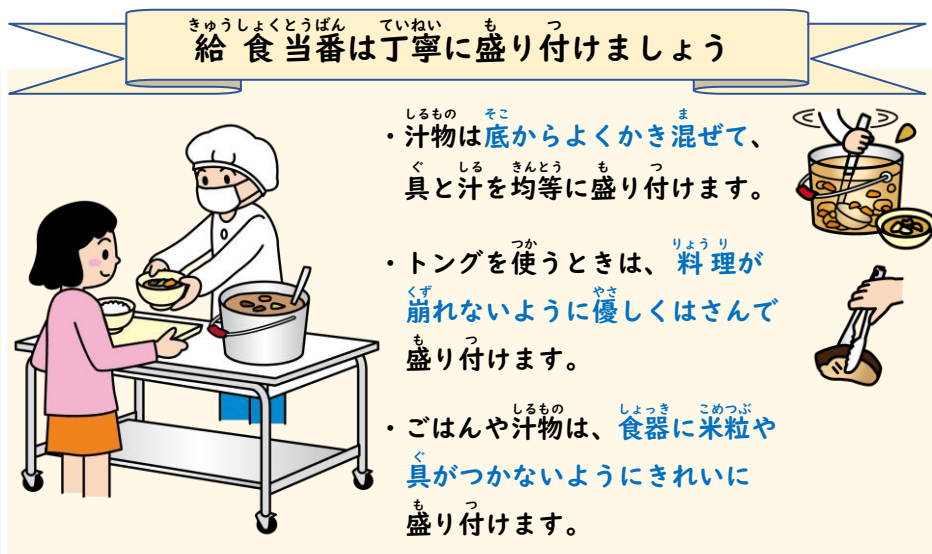 給食当番は丁寧に盛り付けましょう
・汁物は底からよくかき混ぜて、
具と汁を均等に盛り付けます。
・トングを使うときは、料理が
崩れないように優しくはさんで
盛り付けます。
・ごはんや汁物は、食器に米粒や
具がつかないようにきれいに
盛り付けます。